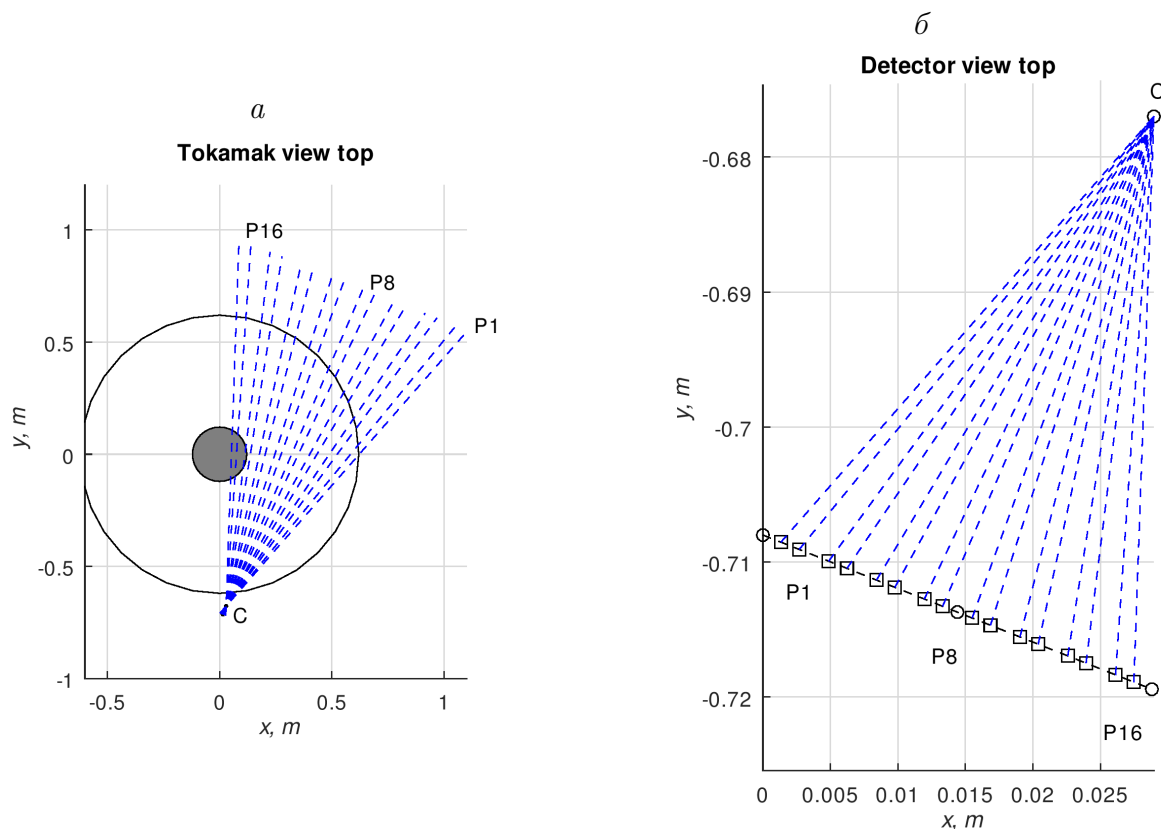 а
Tokamak view top
P16
P8
P1
C
1
0.5
0
-0.5
-1
y, m
-0.5
0
0.5
1
x, m
б
Detector view top
C
-0.68
-0.69
-0.7
-0.71
-0.72
y, m
P1
P8
P16
0
0.005
0.01
0.015
0.02
0.025
x, m